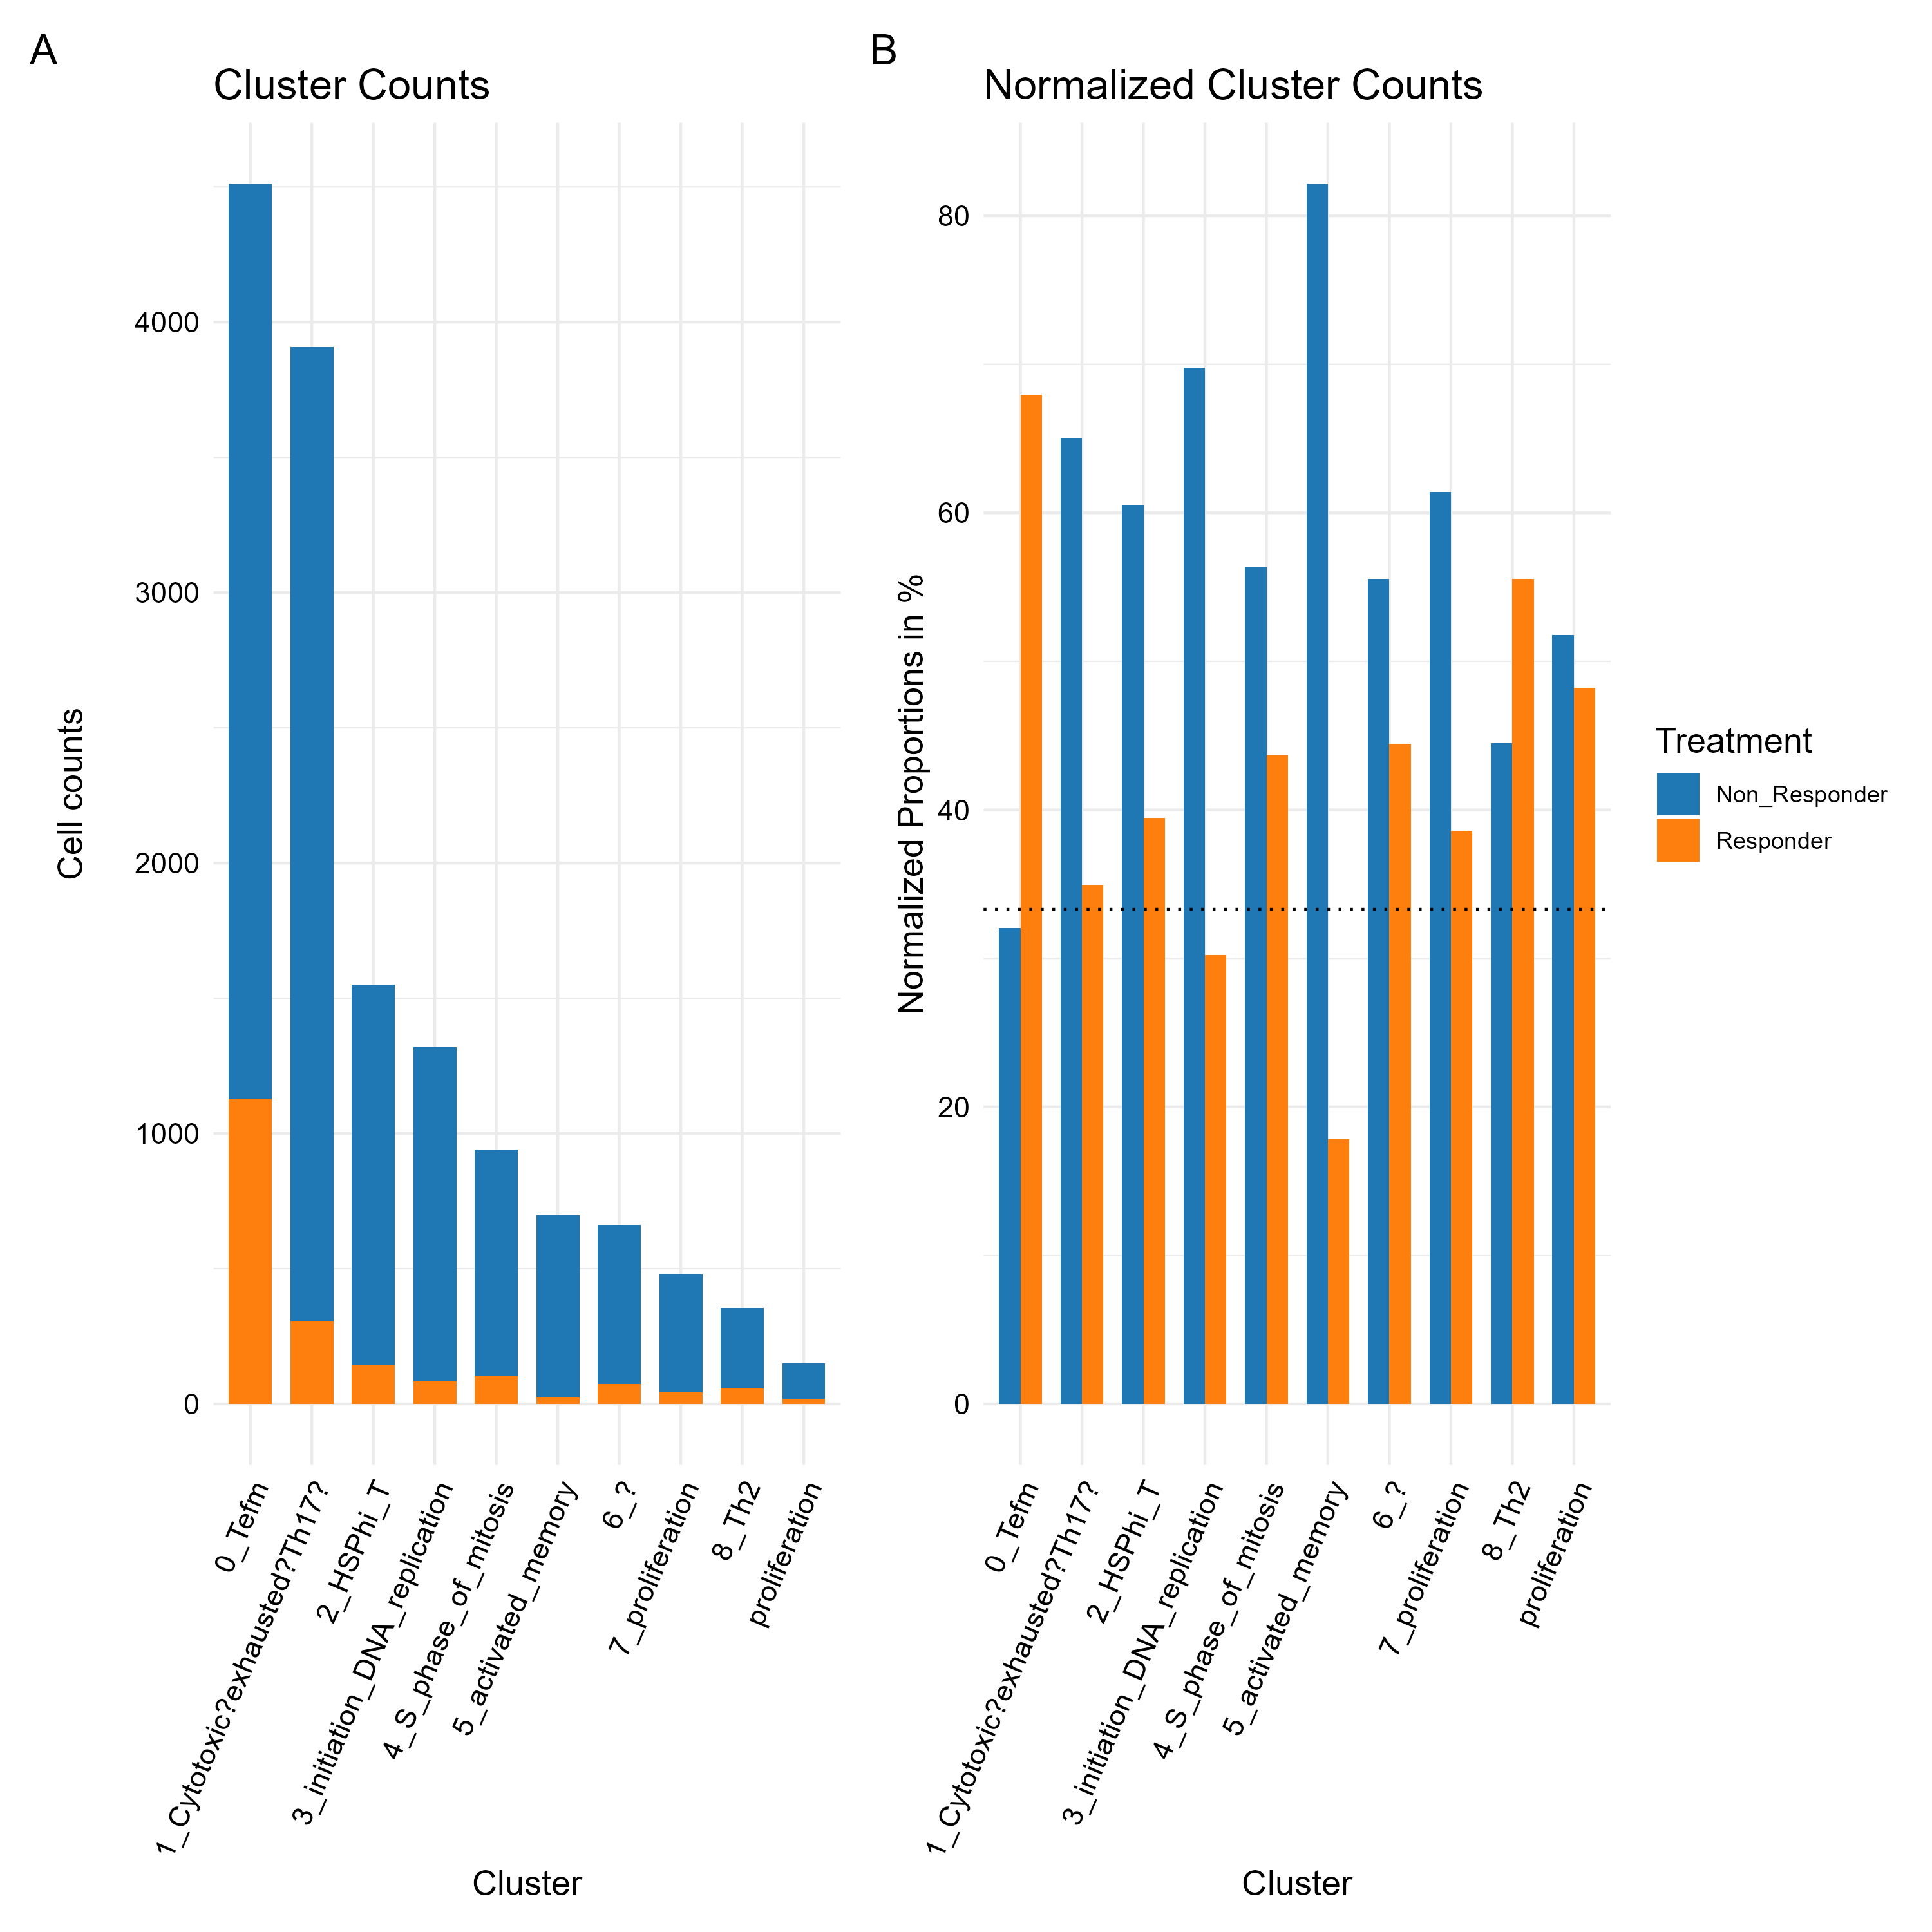 A
Cluster Counts
Cell counts
4000
3000
2000
1000
0
0_Tefm
1_Cytotoxic?exhausted?Th17?
2_HSPhi_T
3_initiation_DNA_replication
4_S_phase_of_mitosis
5_activated_memory
6_?
7_proliferation
8_Th2
proliferation
Cluster
B
Normalized Cluster Counts
Normalized Proportions in %
80
60
40
20
0
0_Tefm
1_Cytotoxic?exhausted?Th17?
2_HSPhi_T
3_initiation_DNA_replication
4_S_phase_of_mitosis
5_activated_memory
6_?
7_proliferation
8_Th2
proliferation
Cluster
Treatment
Non_Responder
Responder